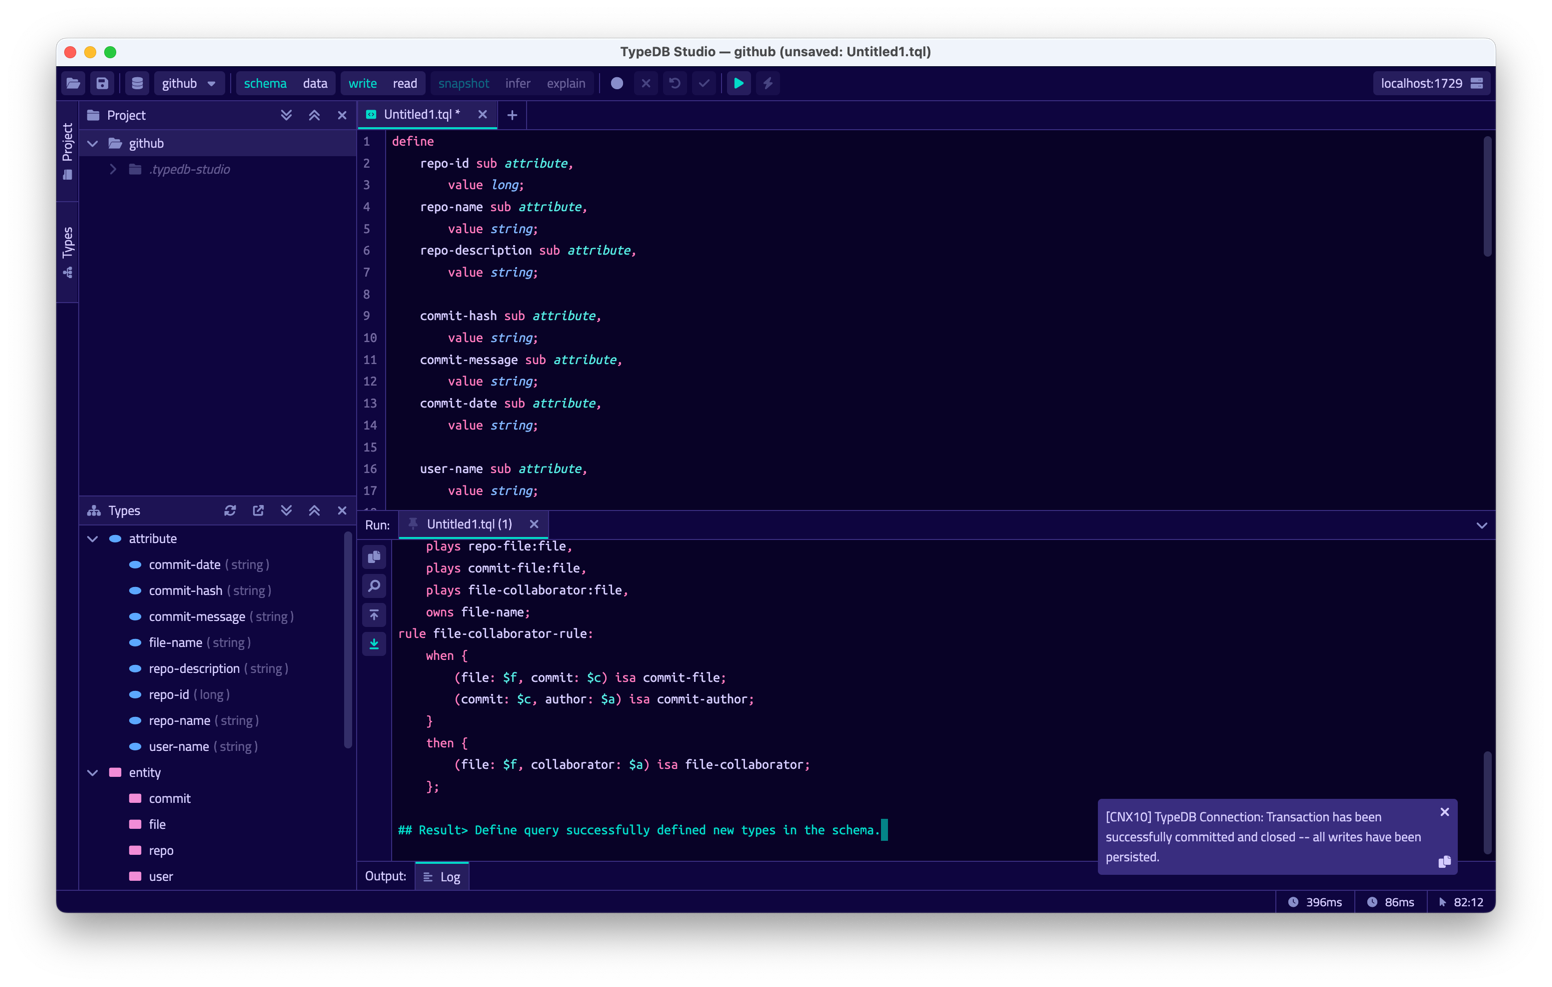 TypeDB Studio — github (unsaved: Untitled1.tql)
github schema data write read snapshot infer explain localhost:1729
Project
Types
Project
github
.typedb-studio
Types
attribute
commit-date (string)
commit-hash (string)
commit-message (string)
file-name (string)
repo-description (string)
repo-id (long)
repo-name (string)
user-name (string)
entity
commit
file
repo
user
Untitled1.tql * +
1 define
2 repo-id sub attribute,
3 value long;
4 repo-name sub attribute,
5 value string;
6 repo-description sub attribute,
7 value string;
8
9 commit-hash sub attribute,
10 value string;
11 commit-message sub attribute,
12 value string;
13 commit-date sub attribute,
14 value string;
15
16 user-name sub attribute,
17 value string;
Run: Untitled1.tql (1)
plays repo-file:file,
plays commit-file:file,
plays file-collaborator:file,
owns file-name;
rule file-collaborator-rule:
when {
(file: $f, commit: $c) isa commit-file;
(commit: $c, author: $a) isa commit-author;
}
then {
(file: $f, collaborator: $a) isa file-collaborator;
};
## Result> Define query successfully defined new types in the schema.
[CNX10] TypeDB Connection: Transaction has been
successfully committed and closed -- all writes have been
persisted.
Output: Log
396ms 86ms 82:12